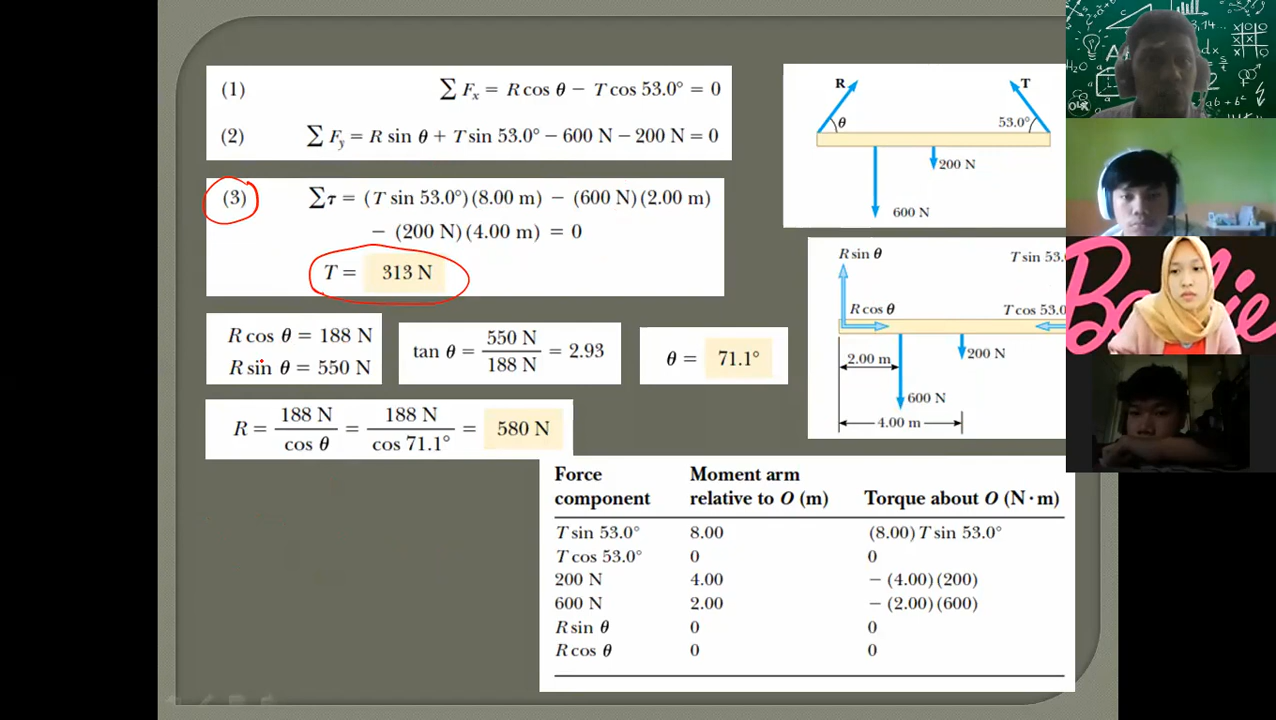 (1) ∑ Fx = R cos θ − T cos 53.0° = 0
(2) ∑ Fy = R sin θ + T sin 53.0° − 600 N − 200 N = 0
(3) ∑τ = (T sin 53.0°)(8.00 m) − (600 N)(2.00 m)
− (200 N)(4.00 m) = 0
T = 313 N
R cos θ = 188 N
R sin θ = 550 N
tan θ = 550 N / 188 N = 2.93
θ = 71.1°
R = 188 N / cos θ = 188 N / cos 71.1° = 580 N
R
T
θ
53.0°
200 N
600 N
R sin θ
T sin 53.
R cos θ
T cos 53.0
2.00 m
200 N
600 N
4.00 m
Force component
Moment arm relative to O (m)
Torque about O (N·m)
T sin 53.0° 8.00 (8.00) T sin 53.0°
T cos 53.0° 0 0
200 N 4.00 − (4.00)(200)
600 N 2.00 − (2.00)(600)
R sin θ 0 0
R cos θ 0 0
Barbie